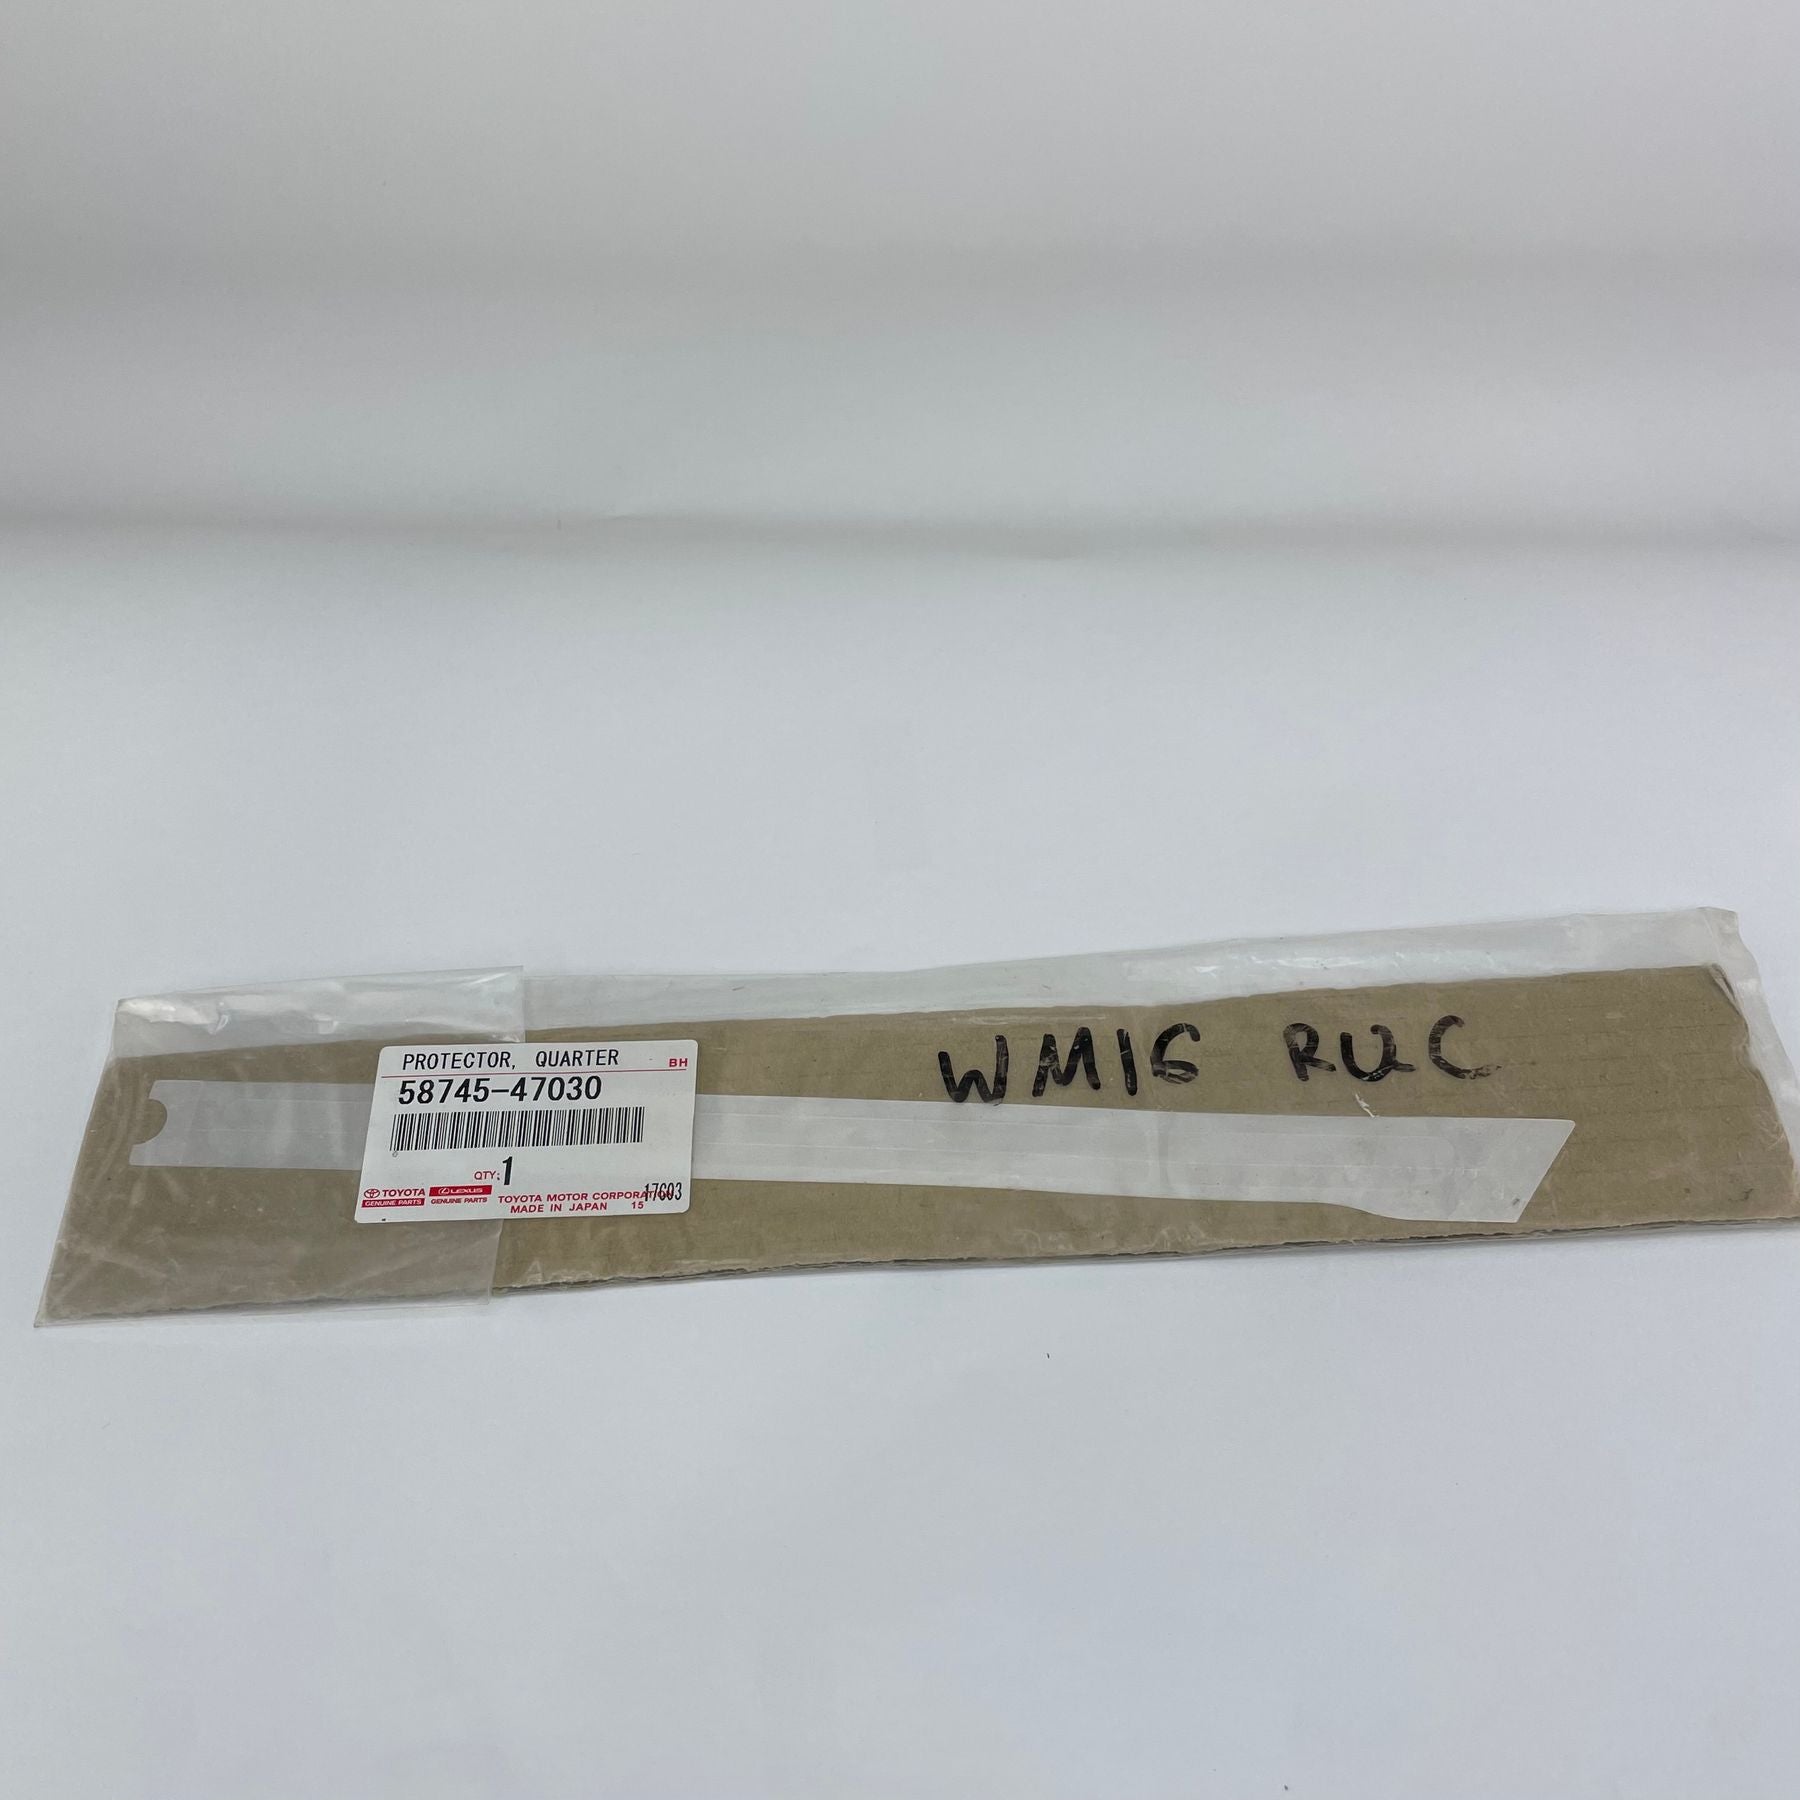 PROTECTOR, QUARTER BH
58745-47030
QTY: 1
TOYOTA LEXUS
GENUINE PARTS GENUINE PARTS
TOYOTA MOTOR CORPORATION
MADE IN JAPAN 15
WM16 RUC